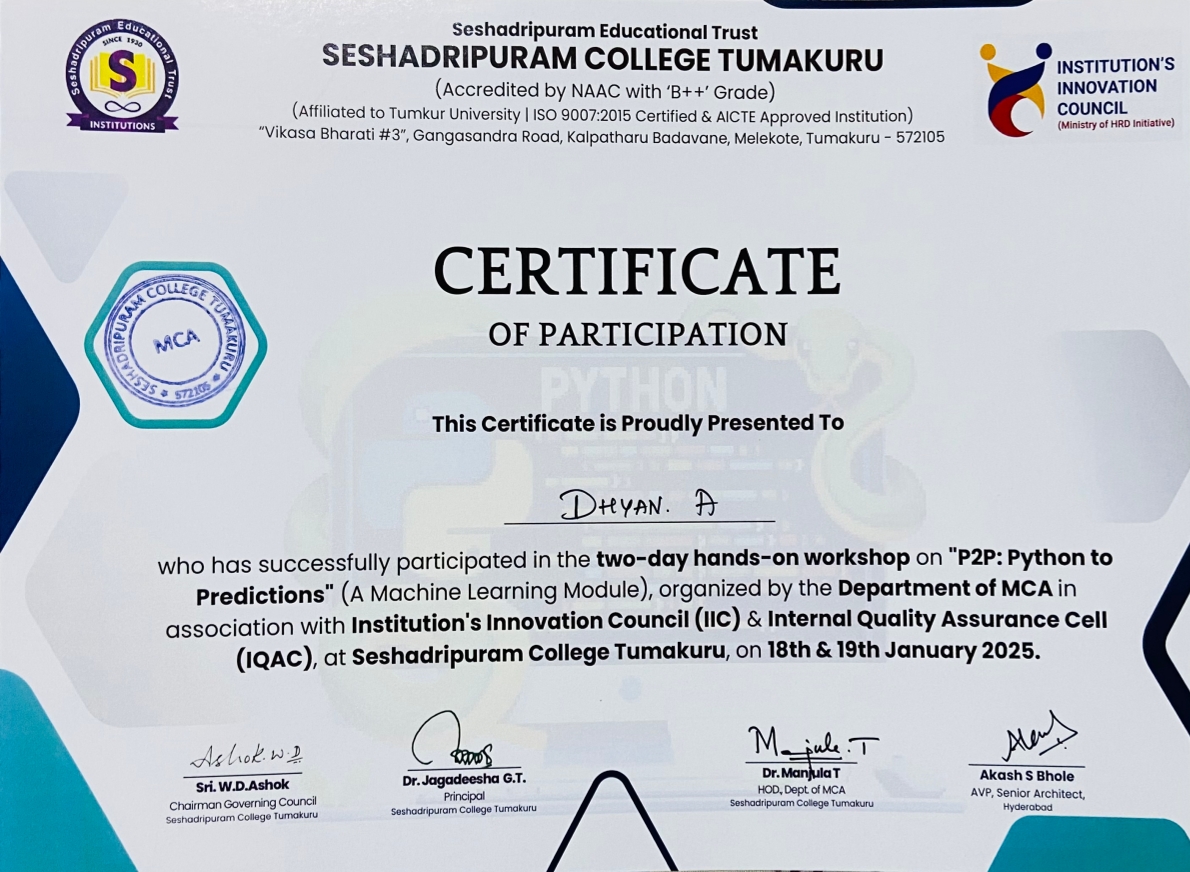 Seshadripuram Educational Trust
SINCE 1930
S
INSTITUTIONS
Seshadripuram Educational Trust
SESHADRIPURAM COLLEGE TUMAKURU
(Accredited by NAAC with ‘B++’ Grade)
(Affiliated to Tumkur University | ISO 9007:2015 Certified & AICTE Approved Institution)
“Vikasa Bharati #3”, Gangasandra Road, Kalpatharu Badavane, Melekote, Tumakuru - 572105
INSTITUTION'S
INNOVATION
COUNCIL
(Ministry of HRD Initiative)
SESHADRIPURAM COLLEGE TUMAKURU
MCA
* 572105 *
CERTIFICATE
OF PARTICIPATION
PYTHON
This Certificate is Proudly Presented To
DHYAN. A
who has successfully participated in the two-day hands-on workshop on "P2P: Python to
Predictions" (A Machine Learning Module), organized by the Department of MCA in
association with Institution's Innovation Council (IIC) & Internal Quality Assurance Cell
(IQAC), at Seshadripuram College Tumakuru, on 18th & 19th January 2025.
Ashok.W.D
Manjula.T
Sri. W.D.Ashok
Chairman Governing Council
Seshadripuram College Tumakuru
Dr. Jagadeesha G.T.
Principal
Seshadripuram College Tumakuru
Dr. Manjula T
HOD, Dept. of MCA
Seshadripuram College Tumakuru
Akash S Bhole
AVP, Senior Architect,
Hyderabad